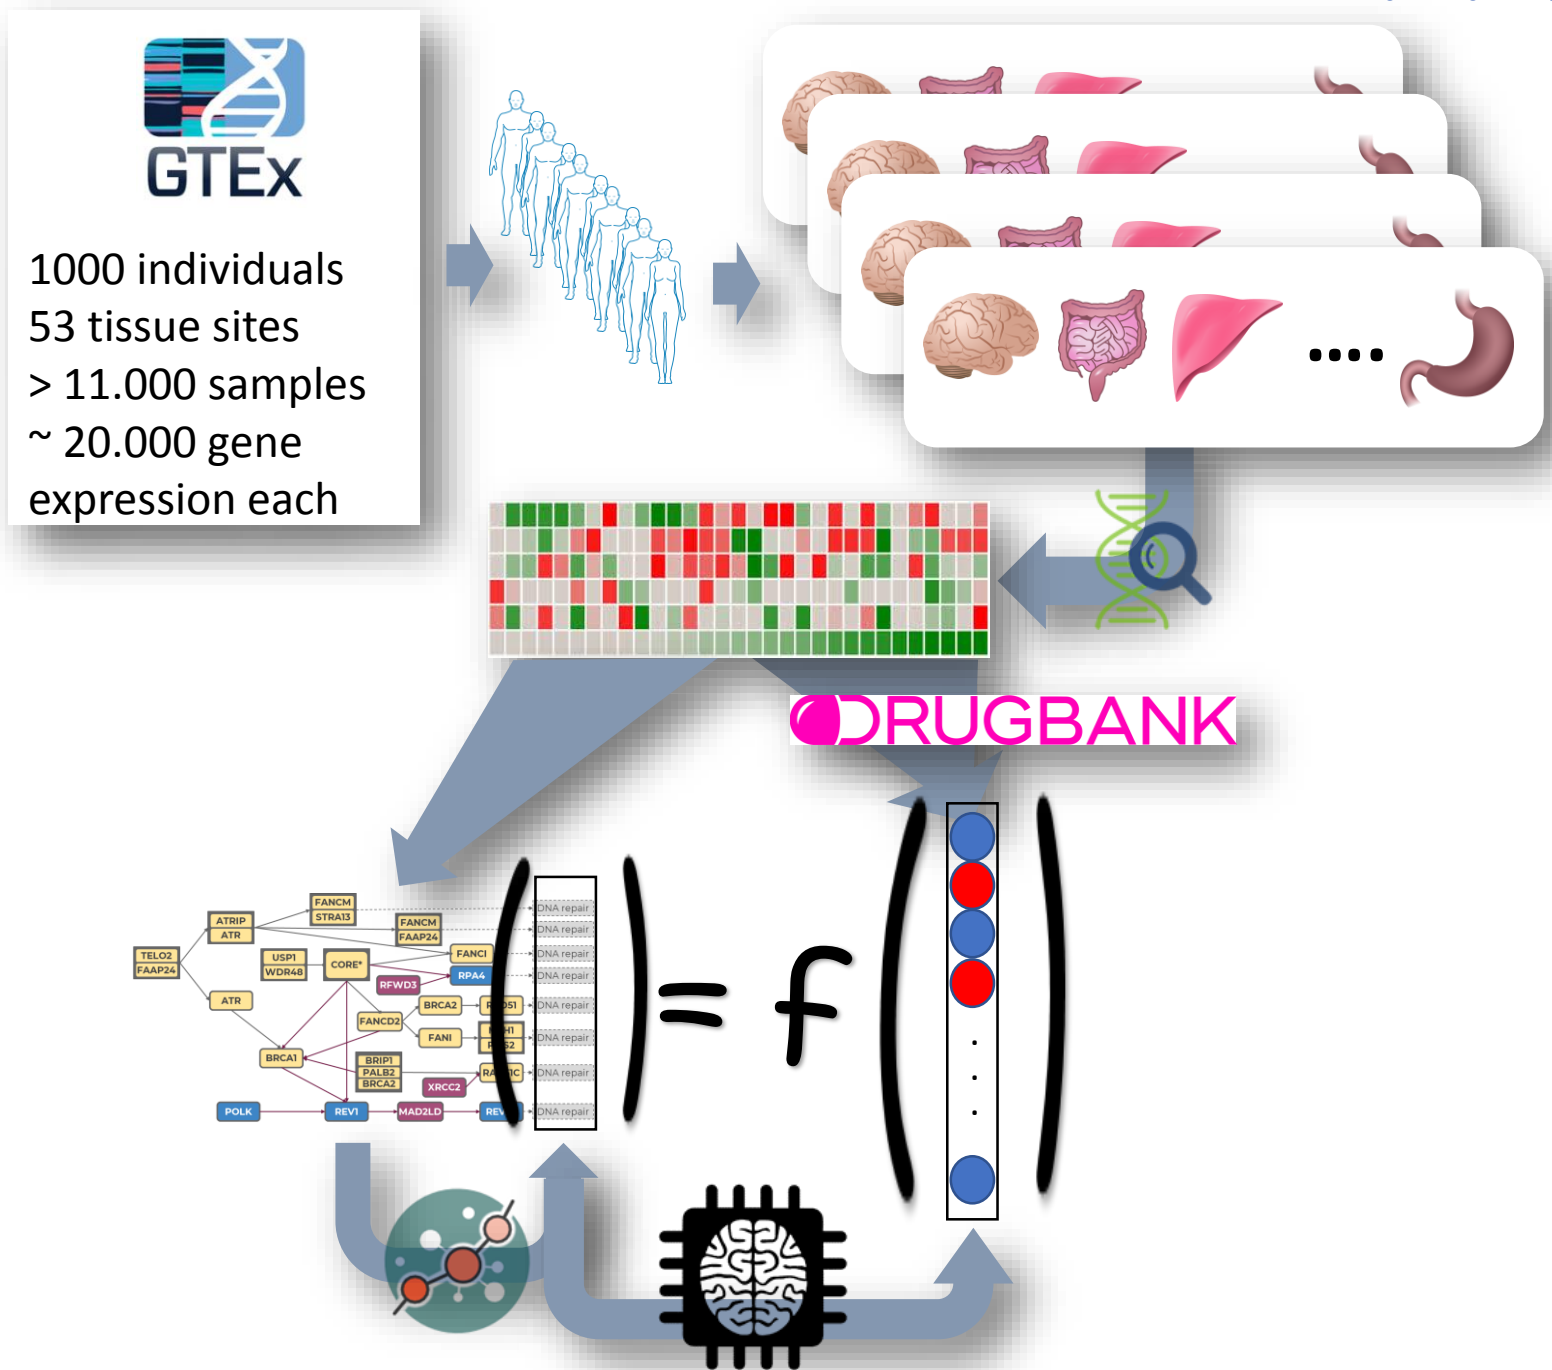 GTEx
1000 individuals
53 tissue sites
> 11.000 samples
~ 20.000 gene
expression each
....
DRUGBANK
FANCM
STRA13
ATRIP
ATR
FANCM
FAAP24
TELO2
FAAP24
USP1
WDR48
CORE*
FANCI
RPA4
RFWD3
ATR
BRCA2
FANCD2
FANI
BRCA1
BRIP1
PALB2
BRCA2
XRCC2
POLK
REV1
MAD2LD
DNA repair
DNA repair
DNA repair
DNA repair
DNA repair
DNA repair
DNA repair
DNA repair
= f